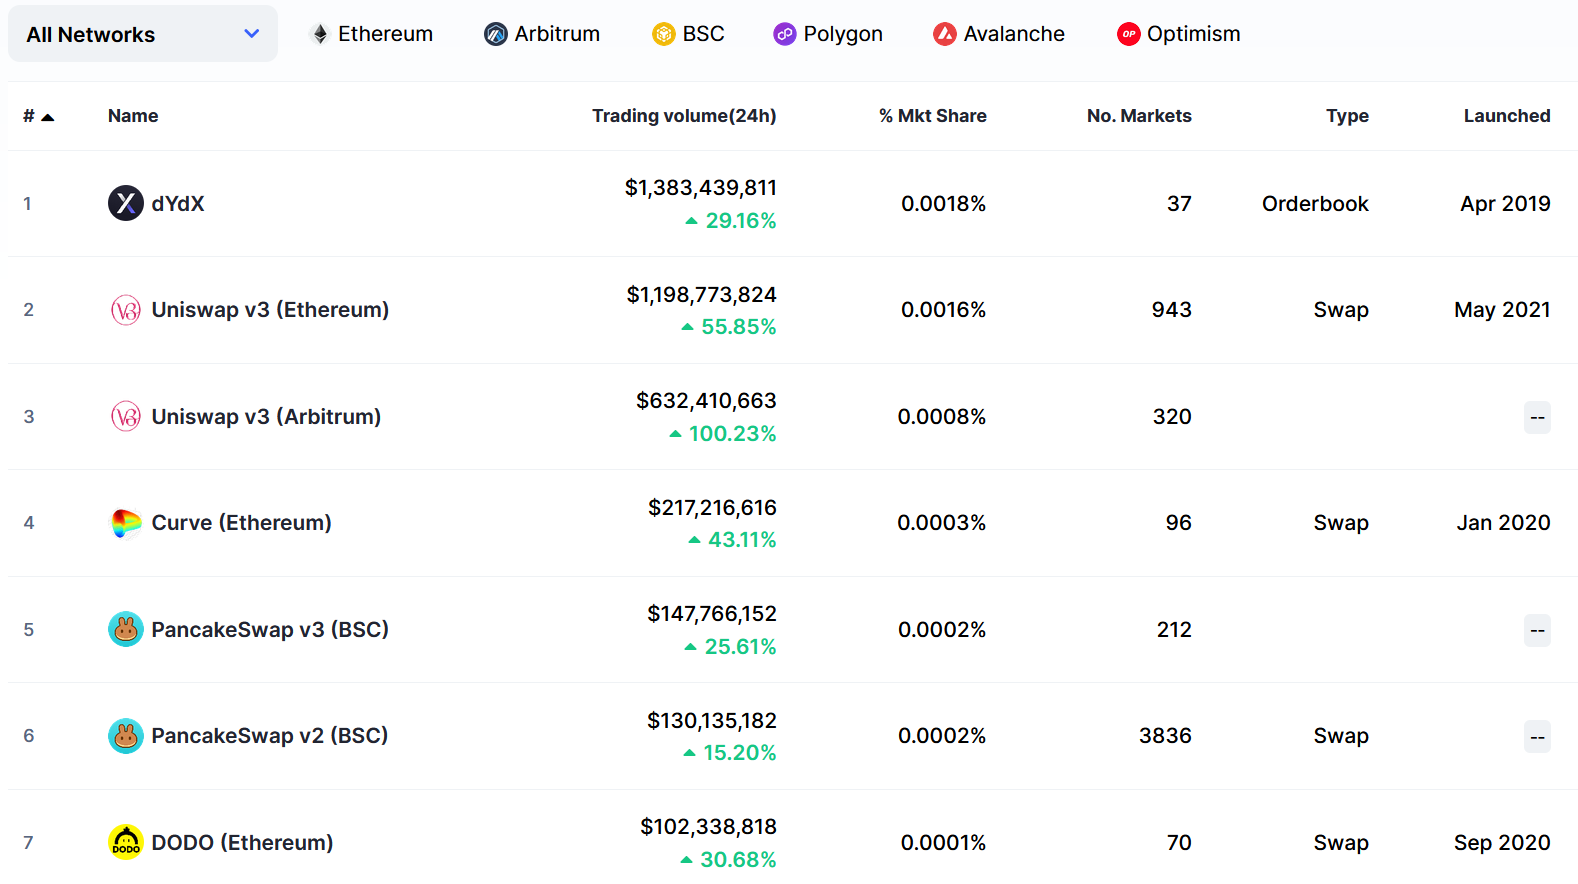 All Networks Ethereum Arbitrum BSC Polygon Avalanche OP Optimism
# Name Trading volume(24h) % Mkt Share No. Markets Type Launched
1 dYdX $1,383,439,811 0.0018% 37 Orderbook Apr 2019
29.16%
2 V3 Uniswap v3 (Ethereum) $1,198,773,824 0.0016% 943 Swap May 2021
55.85%
3 V3 Uniswap v3 (Arbitrum) $632,410,663 0.0008% 320 --
100.23%
4 Curve (Ethereum) $217,216,616 0.0003% 96 Swap Jan 2020
43.11%
5 PancakeSwap v3 (BSC) $147,766,152 0.0002% 212 --
25.61%
6 PancakeSwap v2 (BSC) $130,135,182 0.0002% 3836 Swap --
15.20%
7 DODO DODO (Ethereum) $102,338,818 0.0001% 70 Swap Sep 2020
30.68%